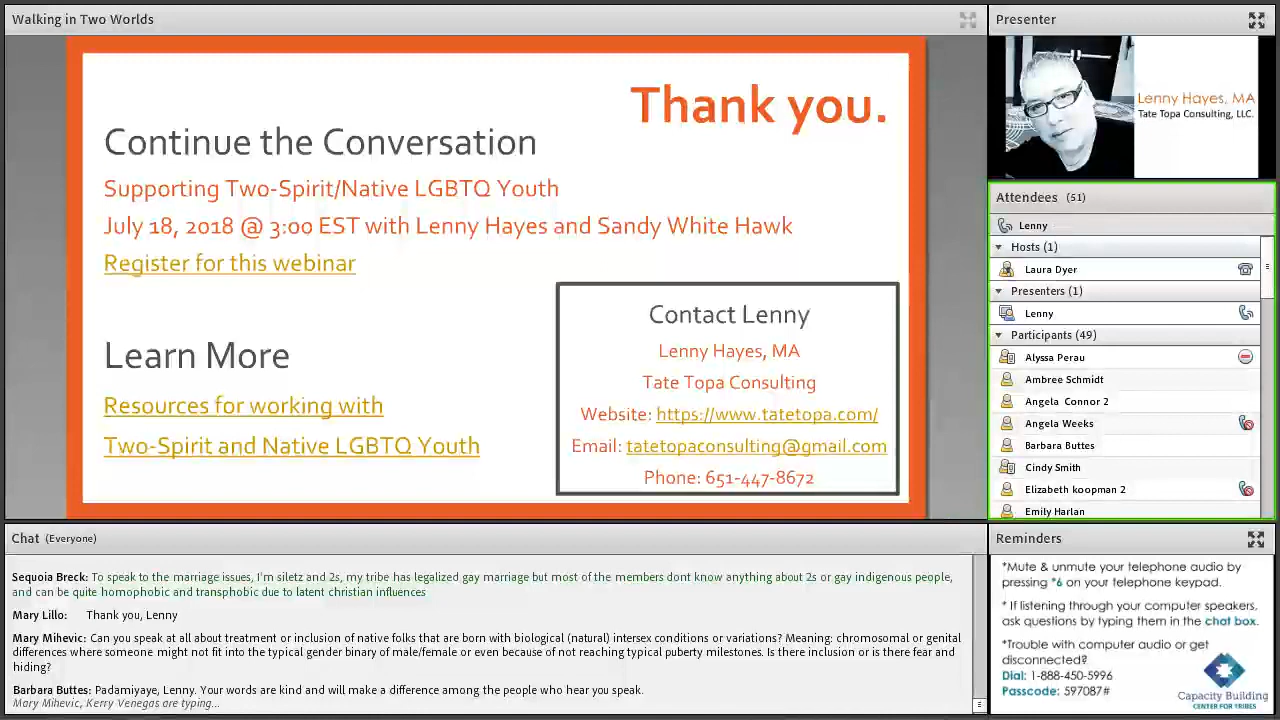 Walking in Two Worlds
Thank you.
Continue the Conversation
Supporting Two-Spirit/Native LGBTQ Youth
July 18, 2018 @ 3:00 EST with Lenny Hayes and Sandy White Hawk
Register for this webinar
Learn More
Resources for working with
Two-Spirit and Native LGBTQ Youth
Contact Lenny
Lenny Hayes, MA
Tate Topa Consulting
Website: https://www.tatetopa.com/
Email: tatetopaconsulting@gmail.com
Phone: 651-447-8672
Presenter
Lenny Hayes, MA
Tate Topa Consulting, LLC.
Attendees (51)
Lenny
Hosts (1)
Laura Dyer
Presenters (1)
Lenny
Participants (49)
Alyssa Perau
Ambree Schmidt
Angela Connor 2
Angela Weeks
Barbara Buttes
Cindy Smith
Elizabeth koopman 2
Emily Harlan
Chat (Everyone)
Sequoia Breck: To speak to the marriage issues, I'm siletz and 2s, my tribe has legalized gay marriage but most of the members dont know anything about 2s or gay indigenous people,
and can be quite homophobic and transphobic due to latent christian influences
Mary Lillo: Thank you, Lenny
Mary Mihevic: Can you speak at all about treatment or inclusion of native folks that are born with biological (natural) intersex conditions or variations? Meaning: chromosomal or genital
differences where someone might not fit into the typical gender binary of male/female or even because of not reaching typical puberty milestones. Is there inclusion or is there fear and
hiding?
Barbara Buttes: Padamiyaye, Lenny. Your words are kind and will make a difference among the people who hear you speak.
Mary Mihevic, Kerry Venegas are typing...
Reminders
*Mute & unmute your telephone audio by
pressing *6 on your telephone keypad.
* If listening through your computer speakers,
ask questions by typing them in the chat box.
*Trouble with computer audio or get
disconnected?
Dial: 1-888-450-5996
Passcode: 597087#
Capacity Building
CENTER FOR TRIBES